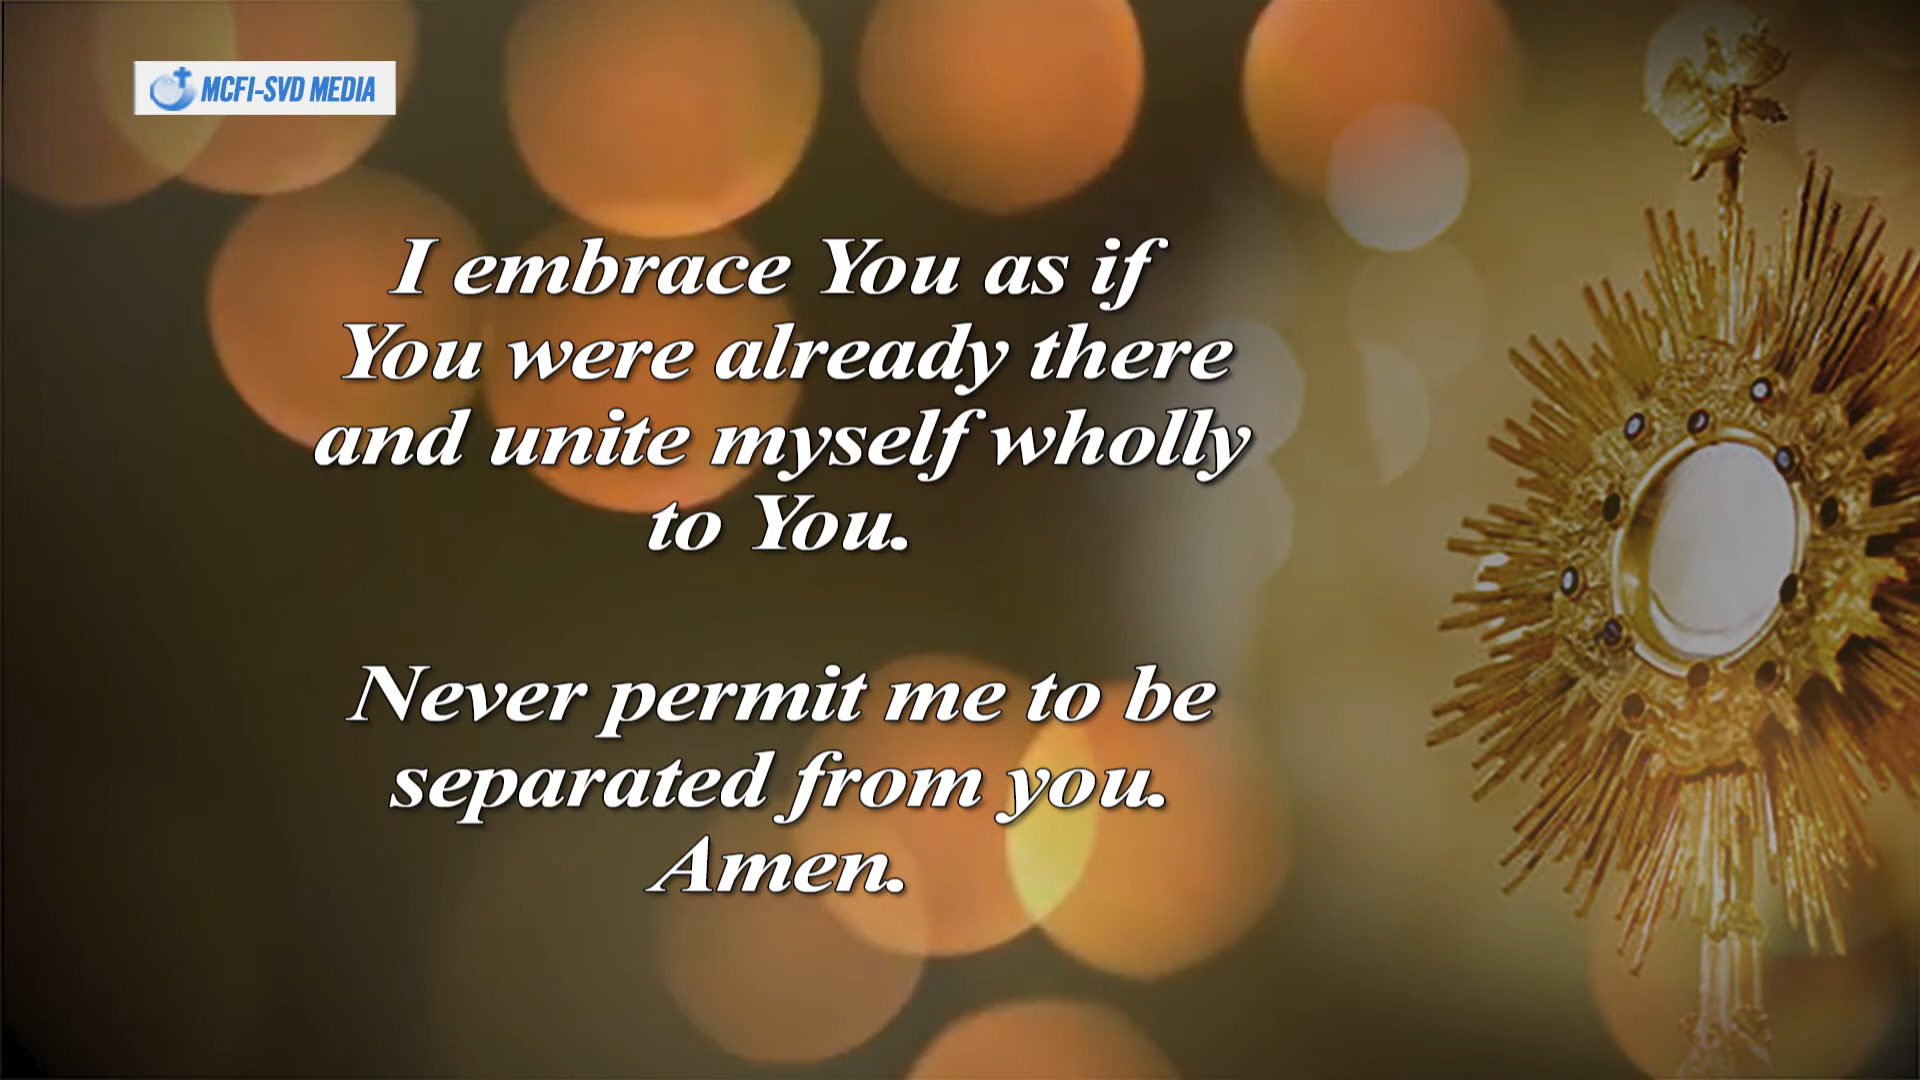 MCFI-SVD MEDIA
I embrace You as if
You were already there
and unite myself wholly
to You.
Never permit me to be
separated from you.
Amen.